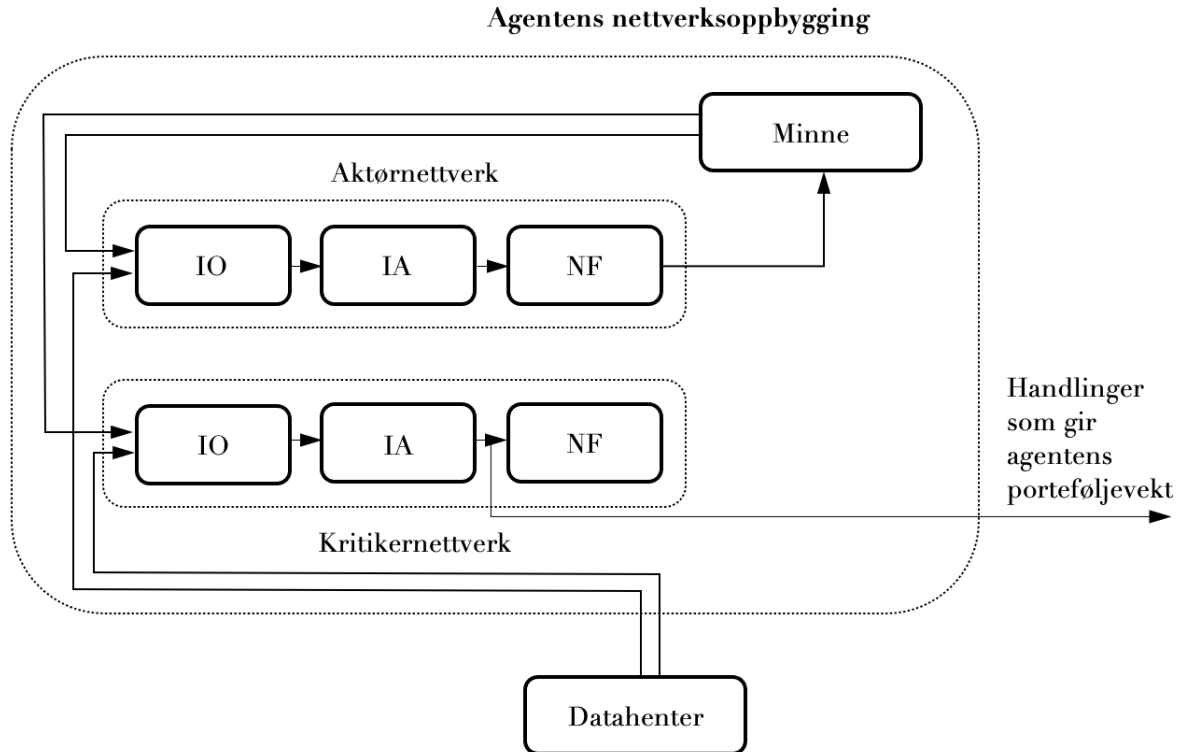 Agentens nettverksoppbygging
Minne
Aktørnettverk
IO
IA
NF
IO
IA
NF
Handlinger
som gir
agentens
porteføljevekt
Kritikernettverk
Datahenter